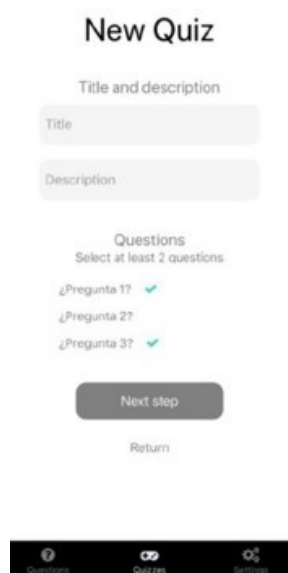 New Quiz
Title and description
Title
Description
Questions
Select at least 2 questions
¿Pregunta 1?
¿Pregunta 2?
¿Pregunta 3?
Next step
Return
Questions Quizzes Settings